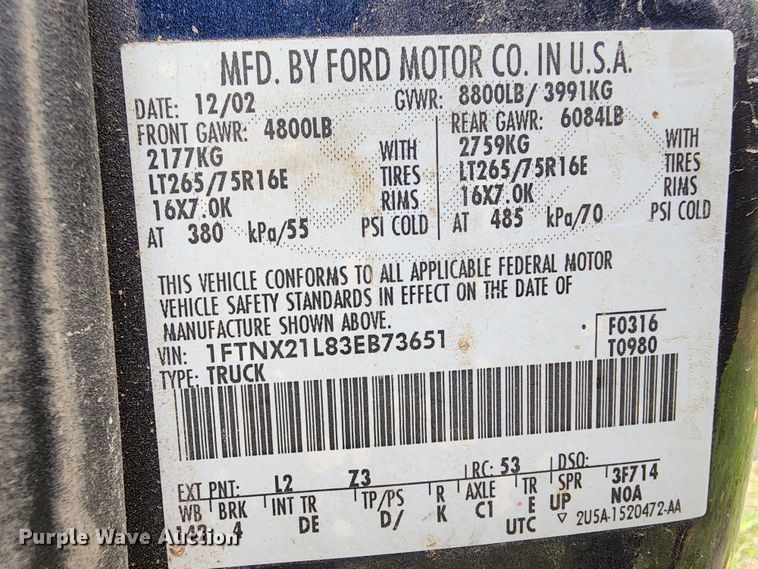 MFD. BY FORD MOTOR CO. IN U.S.A.
DATE: 12/02 GVWR: 8800LB/ 3991KG
FRONT GAWR: 4800LB REAR GAWR: 6084LB
2177KG WITH 2759KG WITH
LT265/75R16E TIRES LT265/75R16E TIRES
16X7.0K RIMS 16X7.0K RIMS
AT 380 kPa/55 PSI COLD AT 485 kPa/70 PSI COLD
THIS VEHICLE CONFORMS TO ALL APPLICABLE FEDERAL MOTOR
VEHICLE SAFETY STANDARDS IN EFFECT ON THE DATE OF
MANUFACTURE SHOWN ABOVE.
VIN: 1FTNX21L83EB73651 F0316
TYPE: TRUCK T0980
EXT PNT: L2 Z3 RC: 53 DSO: 3F714
WB BRK INT TR TP/PS R AXLE TR SPR N0A
4 DE D/ K C1 E UP
UTC 2U5A-1520472-AA
Purple Wave Auction